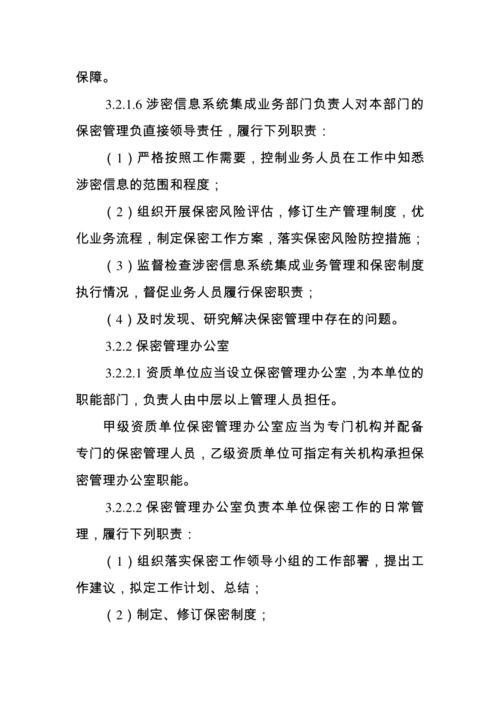 保障。
3.2.1.6 涉密信息系统集成业务部门负责人对本部门的
保密管理负直接领导责任，履行下列职责：
（1）严格按照工作需要，控制业务人员在工作中知悉
涉密信息的范围和程度；
（2）组织开展保密风险评估，修订生产管理制度，优
化业务流程，制定保密工作方案，落实保密风险防控措施；
（3）监督检查涉密信息系统集成业务管理和保密制度
执行情况，督促业务人员履行保密职责；
（4）及时发现、研究解决保密管理中存在的问题。
3.2.2 保密管理办公室
3.2.2.1 资质单位应当设立保密管理办公室，为本单位的
职能部门，负责人由中层以上管理人员担任。
甲级资质单位保密管理办公室应当为专门机构并配备
专门的保密管理人员，乙级资质单位可指定有关机构承担保
密管理办公室职能。
3.2.2.2 保密管理办公室负责本单位保密工作的日常管
理，履行下列职责：
（1）组织落实保密工作领导小组的工作部署，提出工
作建议，拟定工作计划、总结；
（2）制定、修订保密制度；